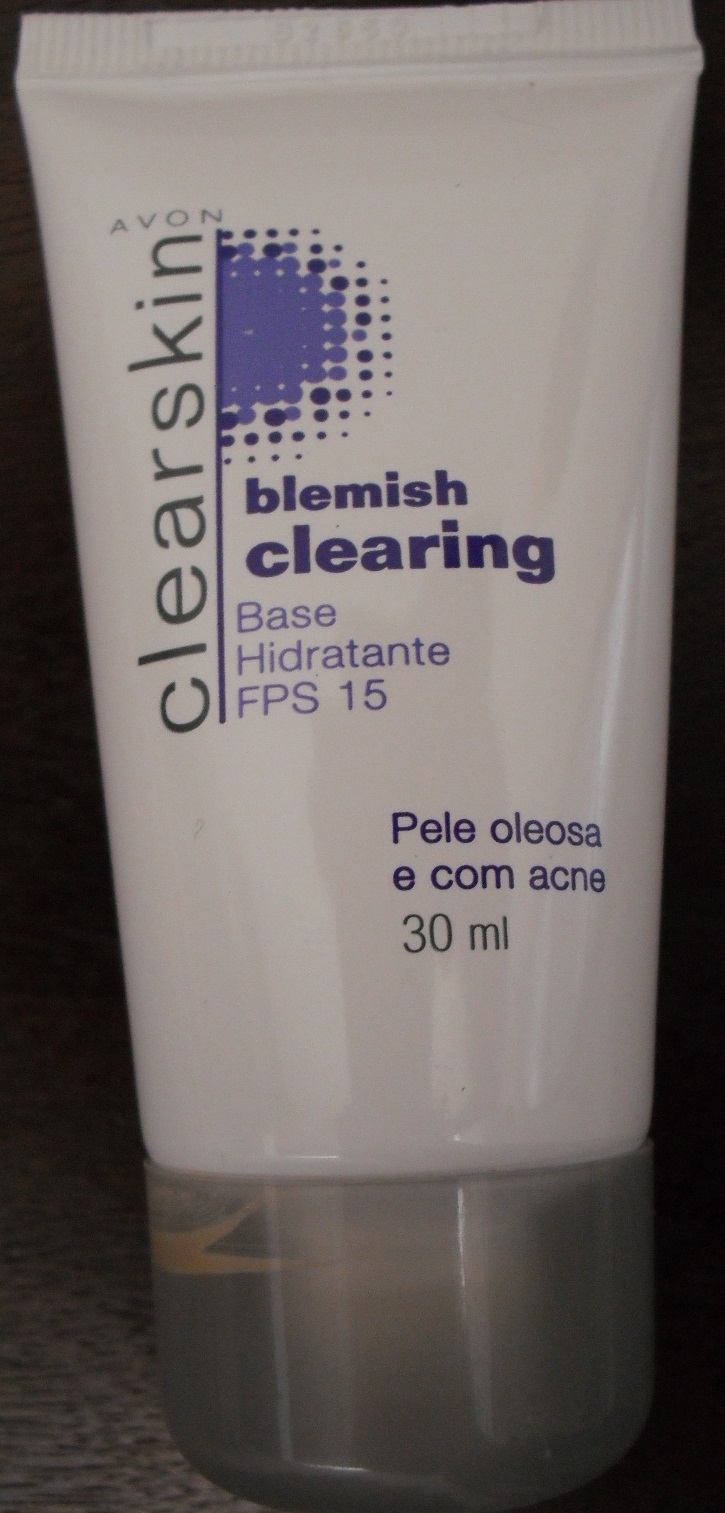 AVON
clearskin
blemish
clearing
Base
Hidratante
FPS 15
Pele oleosa
e com acne
30 ml